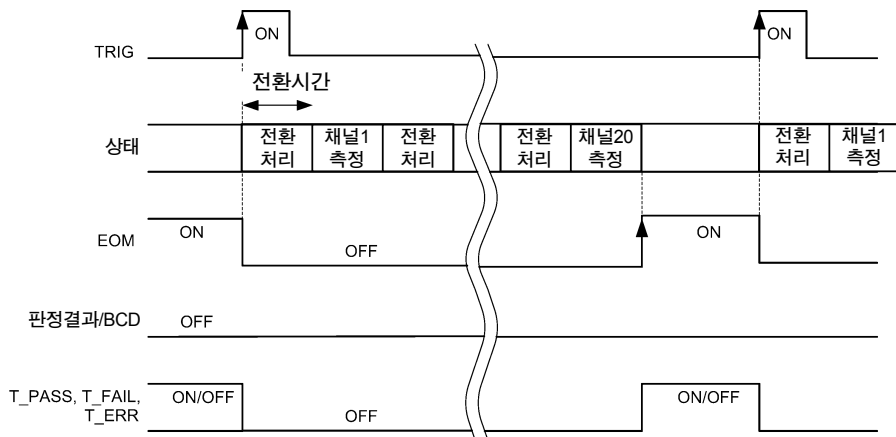 ON
ON
TRIG
전환시간
상태
전환
처리
채널1
측정
전환
처리
전환
처리
채널20
측정
전환
처리
채널1
측정
EOM
ON
OFF
ON
판정결과/BCD
OFF
T_PASS, T_FAIL,
T_ERR
ON/OFF
OFF
ON/OFF